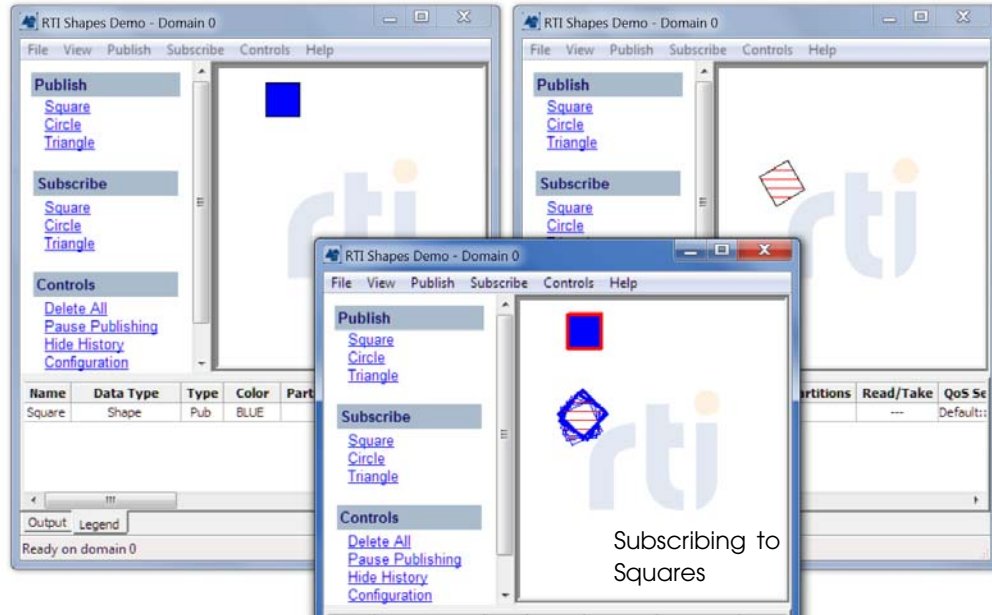 RTI Shapes Demo - Domain 0
File View Publish Subscribe Controls Help
Publish
Square
Circle
Triangle
Subscribe
Square
Circle
Triangle
Controls
Delete All
Pause Publishing
Hide History
Configuration
rti
Name Data Type Type Color Part
Square Shape Pub BLUE
Output Legend
Ready on domain 0
RTI Shapes Demo - Domain 0
File View Publish Subscribe Controls Help
Publish
Square
Circle
Triangle
Subscribe
Square
Circle
rti
artitions Read/Take QoS Se
--- Default::
RTI Shapes Demo - Domain 0
File View Publish Subscribe Controls Help
Publish
Square
Circle
Triangle
Subscribe
Square
Circle
Triangle
Controls
Delete All
Pause Publishing
Hide History
Configuration
rti
Subscribing to
Squares